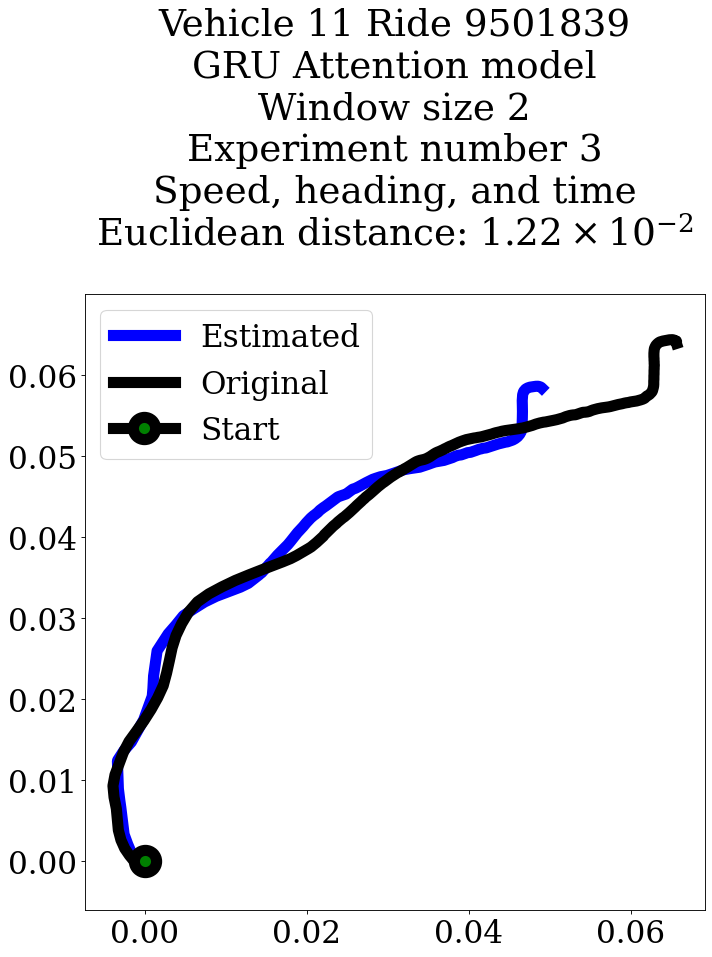 Vehicle 11 Ride 9501839
GRU Attention model
Window size 2
Experiment number 3
Speed, heading, and time
Euclidean distance: 1.22 × 10⁻²
Estimated
Original
Start
0.06
0.05
0.04
0.03
0.02
0.01
0.00
0.00 0.02 0.04 0.06